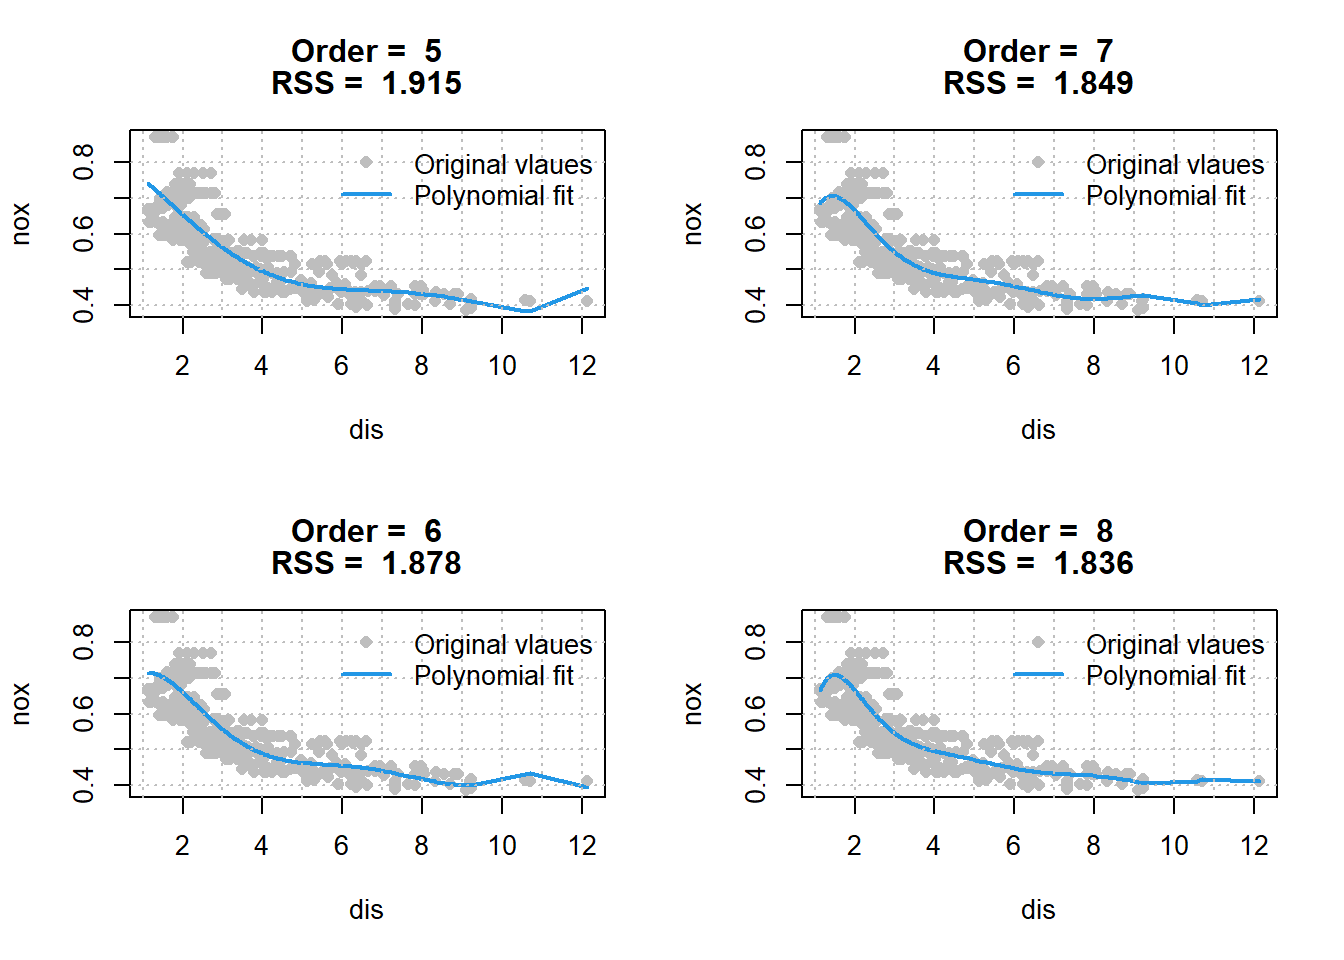 Order =  5
RSS =  1.915
Original vlaues
Polynomial fit
0.4 0.6 0.8
nox
2 4 6 8 10 12
dis
Order =  7
RSS =  1.849
Original vlaues
Polynomial fit
0.4 0.6 0.8
nox
2 4 6 8 10 12
dis
Order =  6
RSS =  1.878
Original vlaues
Polynomial fit
0.4 0.6 0.8
nox
2 4 6 8 10 12
dis
Order =  8
RSS =  1.836
Original vlaues
Polynomial fit
0.4 0.6 0.8
nox
2 4 6 8 10 12
dis